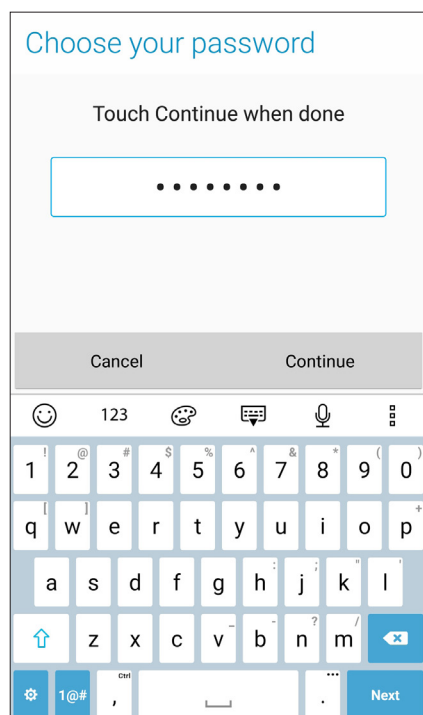 Choose your password
Touch Continue when done
••••••••
Cancel Continue
123
! @ # $ % ^ & * ( )
1 2 3 4 5 6 7 8 9 0
[ ] +
q w e r t y u i o p
: ; " '
a s d f g h j k l
_ - ? /
z x c v b n m
Ctrl
1@# , . Next